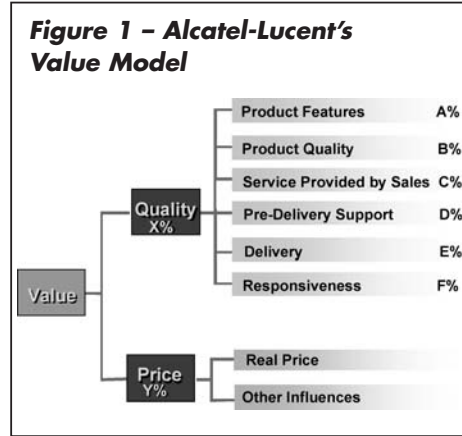 Figure 1 – Alcatel-Lucent's
Value Model
Product Features A%
Product Quality B%
Service Provided by Sales C%
Pre-Delivery Support D%
Delivery E%
Responsiveness F%
Quality
X%
Value
Price
Y%
Real Price
Other Influences